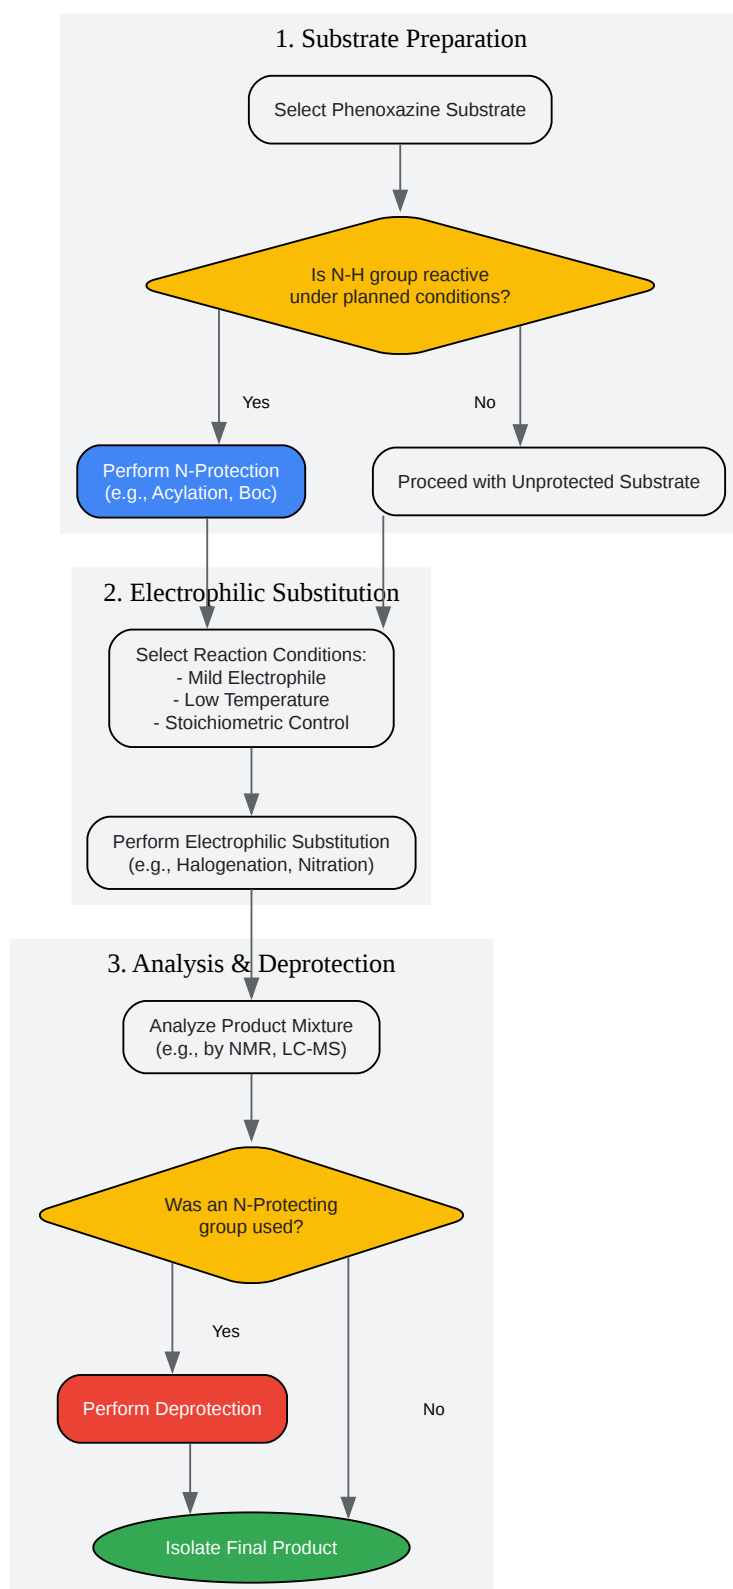 1. Substrate Preparation
Select Phenoxazine Substrate
Is N-H group reactive
under planned conditions?
Yes
No
Perform N-Protection
(e.g., Acylation, Boc)
Proceed with Unprotected Substrate
2. Electrophilic Substitution
Select Reaction Conditions:
- Mild Electrophile
- Low Temperature
- Stoichiometric Control
Perform Electrophilic Substitution
(e.g., Halogenation, Nitration)
3. Analysis & Deprotection
Analyze Product Mixture
(e.g., by NMR, LC-MS)
Was an N-Protecting
group used?
Yes
Perform Deprotection
No
Isolate Final Product